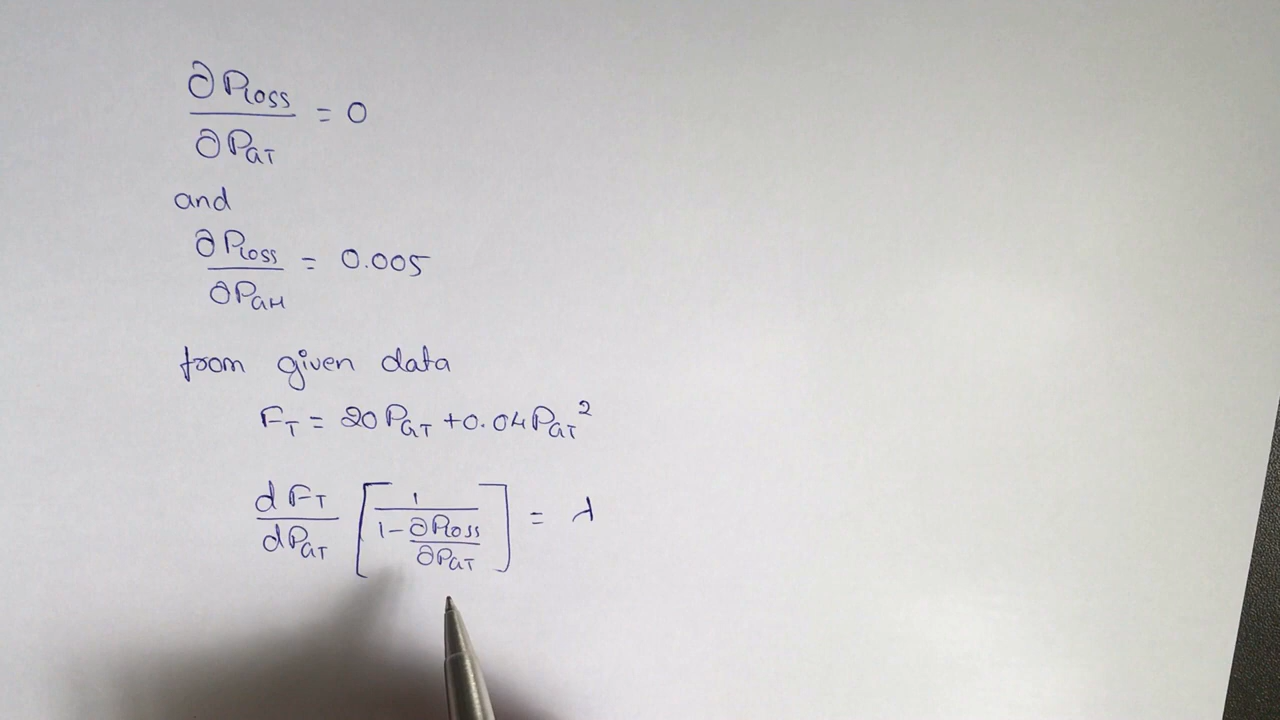 ∂Ploss/∂PGT = 0
and
∂Ploss/∂PGH = 0.005
from given data
FT = 20PGT + 0.04PGT²
dFT/dPGT [1/(1-∂Ploss/∂PGT)] = λ